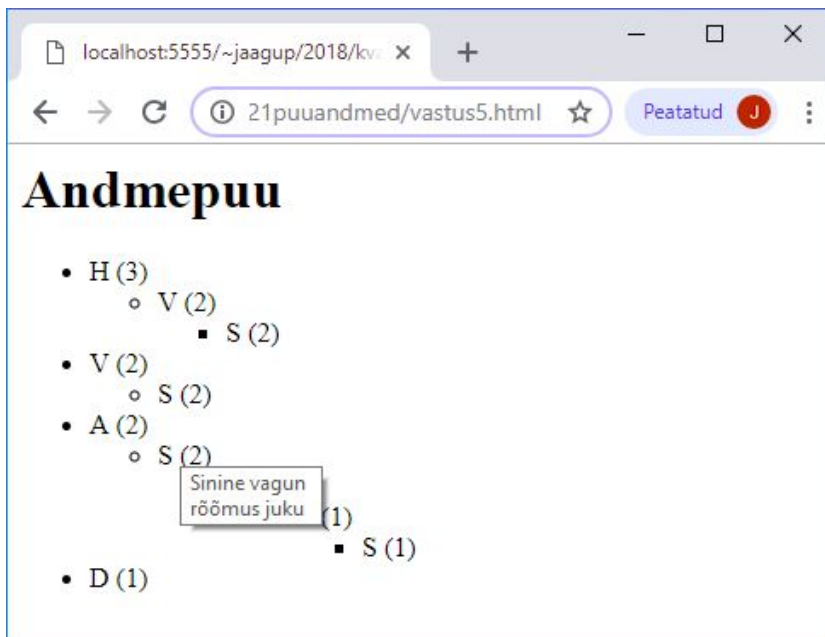 localhost:5555/~jaagup/2018/kv
21puuandmed/vastus5.html
Peatatud J
Andmepuu
H (3)
V (2)
S (2)
V (2)
S (2)
A (2)
S (2)
Sinine vagun
rõõmus juku
(1)
S (1)
D (1)